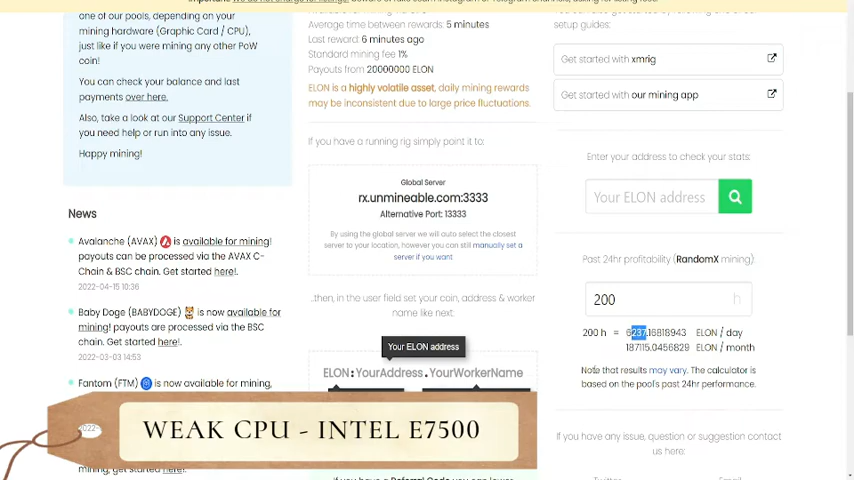 one of our pools, depending on your
mining hardware (Graphic Card / CPU),
just like if you were mining any other PoW
coin!
You can check your balance and last
payments over here.
Also, take a look at our Support Center if
you need help or run into any issue.
Happy mining!
News
Avalanche (AVAX) is available for mining!
payouts can be processed via the AVAX C-
Chain & BSC chain. Get started here!.
2022-04-15 10:36
Baby Doge (BABYDOGE) is now available for
mining! payouts are processed via the BSC
chain. Get started here!.
2022-03-03 14:53
Fantom (FTM) is now available for mining,
mining, get started here!.
Average time between rewards: 5 minutes
Last reward: 6 minutes ago
Standard mining fee 1%
Payouts from 20000000 ELON
ELON is a highly volatile asset, daily mining rewards
may be inconsistent due to large price fluctuations.
If you have a running rig simply point it to:
Global Server
rx.unmineable.com:3333
Alternative Port: 13333
By using the global server we will auto select the closest
server to your location, however you can still manually set a
server if you want.
..then, in the user field set your coin, address & worker
name like next:
Your ELON address
ELON:YourAddress.YourWorkerName
setup guides:
Get started with xmrig
Get started with our mining app
Enter your address to check your stats:
Your ELON address
Past 24hr profitability (RandomX mining):
200 h
200 h = 6237.16818943 ELON / day
187115.0456829 ELON / month
Note that results may vary. The calculator is
based on the pool's past 24hr performance.
If you have any issue, question or suggestion contact
us here:
WEAK CPU - INTEL E7500